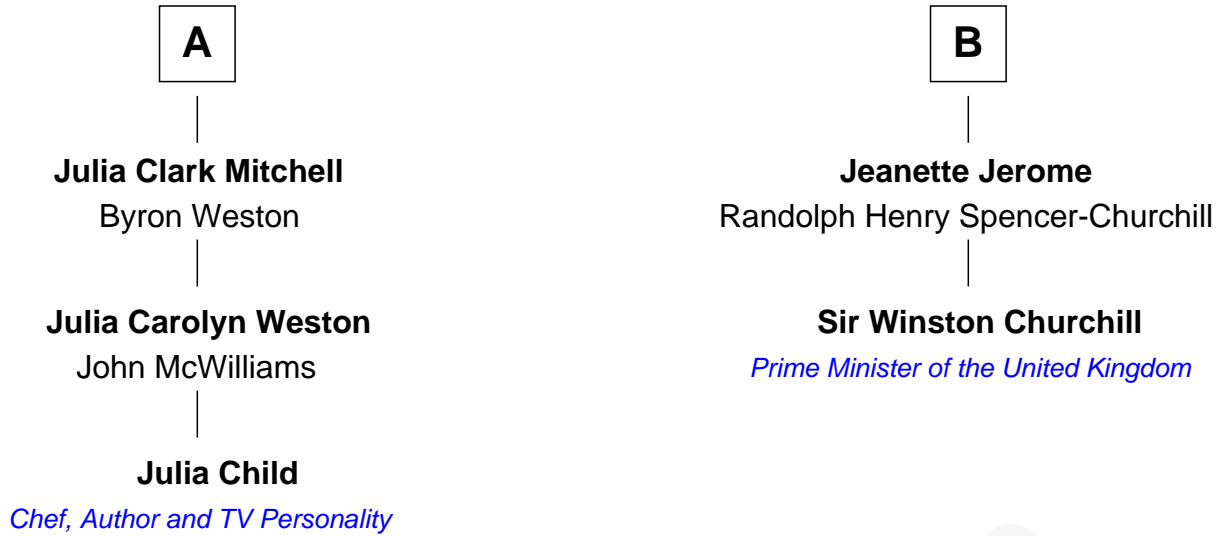 A
Julia Clark Mitchell
Byron Weston
Julia Carolyn Weston
John McWilliams
Julia Child
Chef, Author and TV Personality
B
Jeanette Jerome
Randolph Henry Spencer-Churchill
Sir Winston Churchill
Prime Minister of the United Kingdom